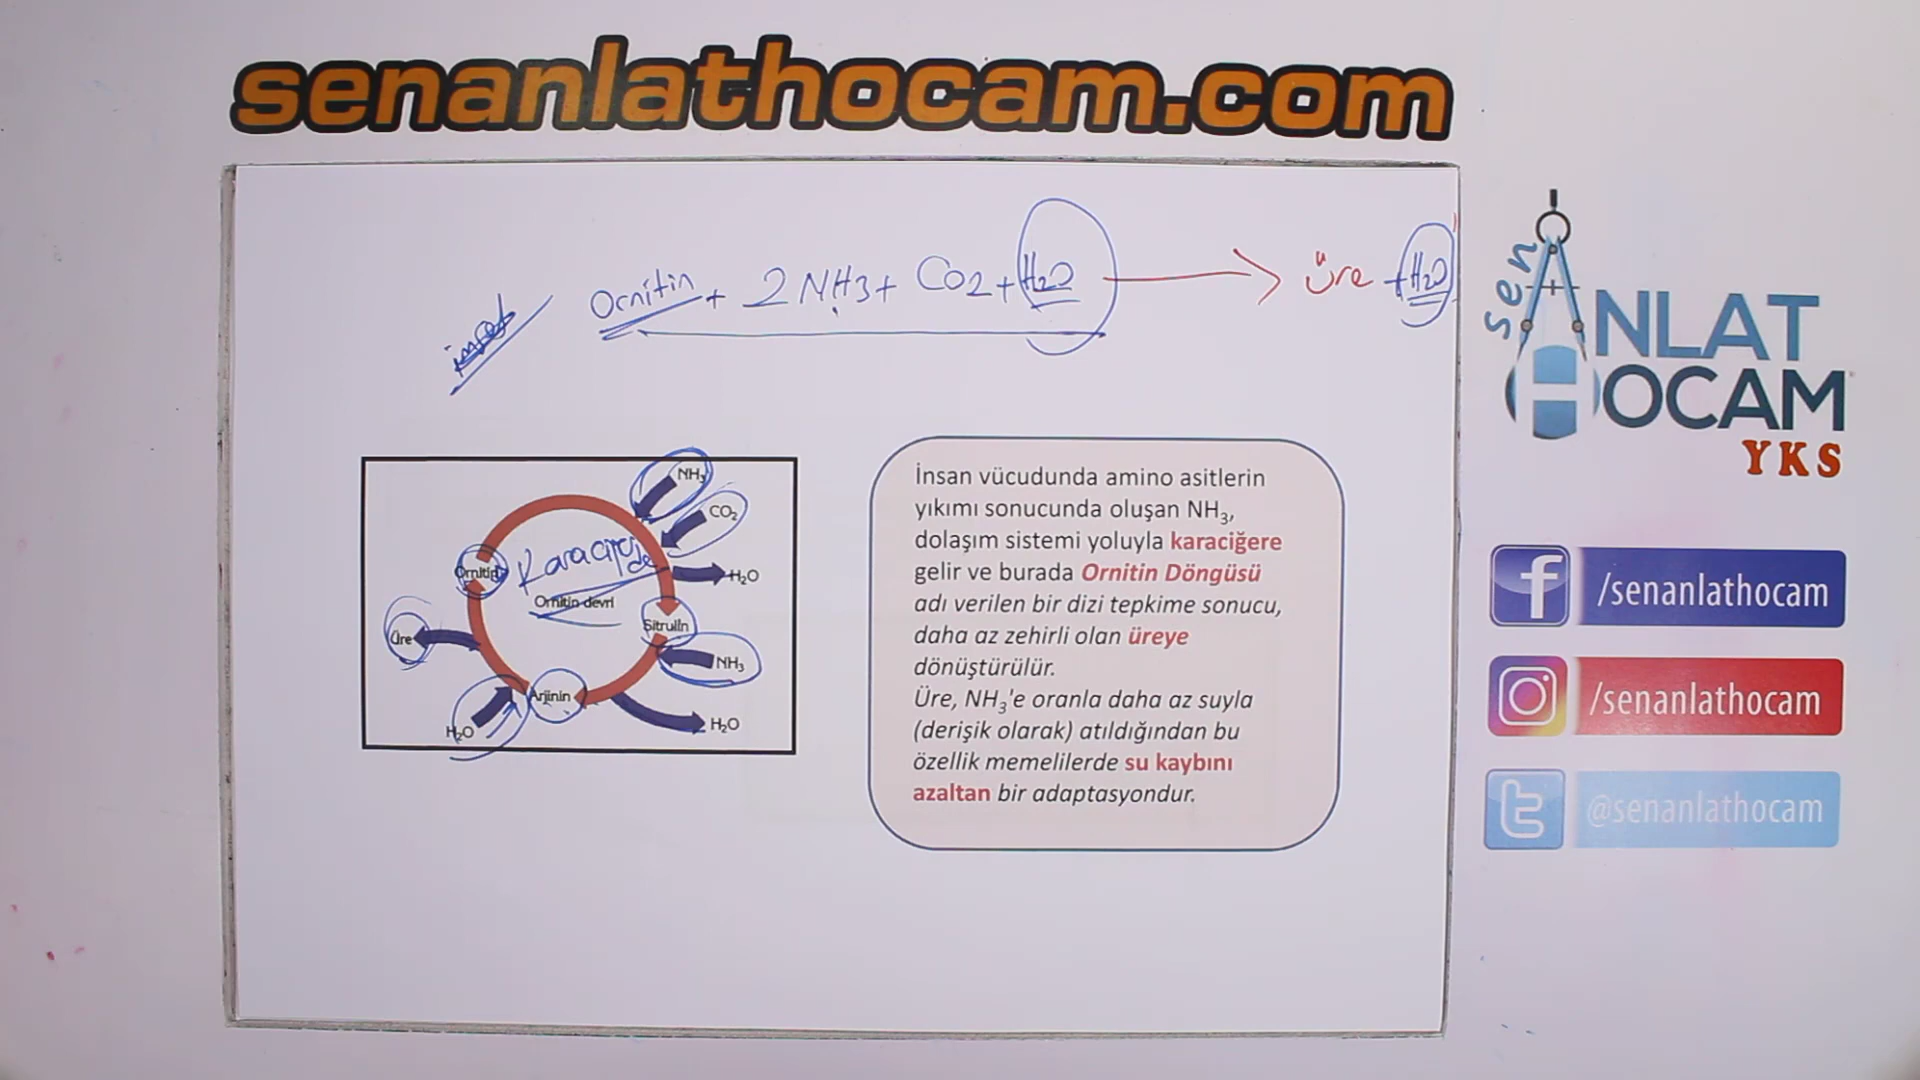 senanlathocam.com
Ornitin + 2NH3 + CO2 + H2O → Üre + H2O
NH₃
CO₂
H₂O
Ornitin
Karaciğerde
Ornitin devri
Sitrulin
Üre
NH₃
Arjinin
H₂O
H₂O
İnsan vücudunda amino asitlerin
yıkımı sonucunda oluşan NH₃,
dolaşım sistemi yoluyla karaciğere
gelir ve burada Ornitin Döngüsü
adı verilen bir dizi tepkime sonucu,
daha az zehirli olan üreye
dönüştürülür.
Üre, NH₃'e oranla daha az suyla
(derişik olarak) atıldığından bu
özellik memelilerde su kaybını
azaltan bir adaptasyondur.
sen
ANLAT
HOCAM
YKS
/senanlathocam
/senanlathocam
@senanlathocam